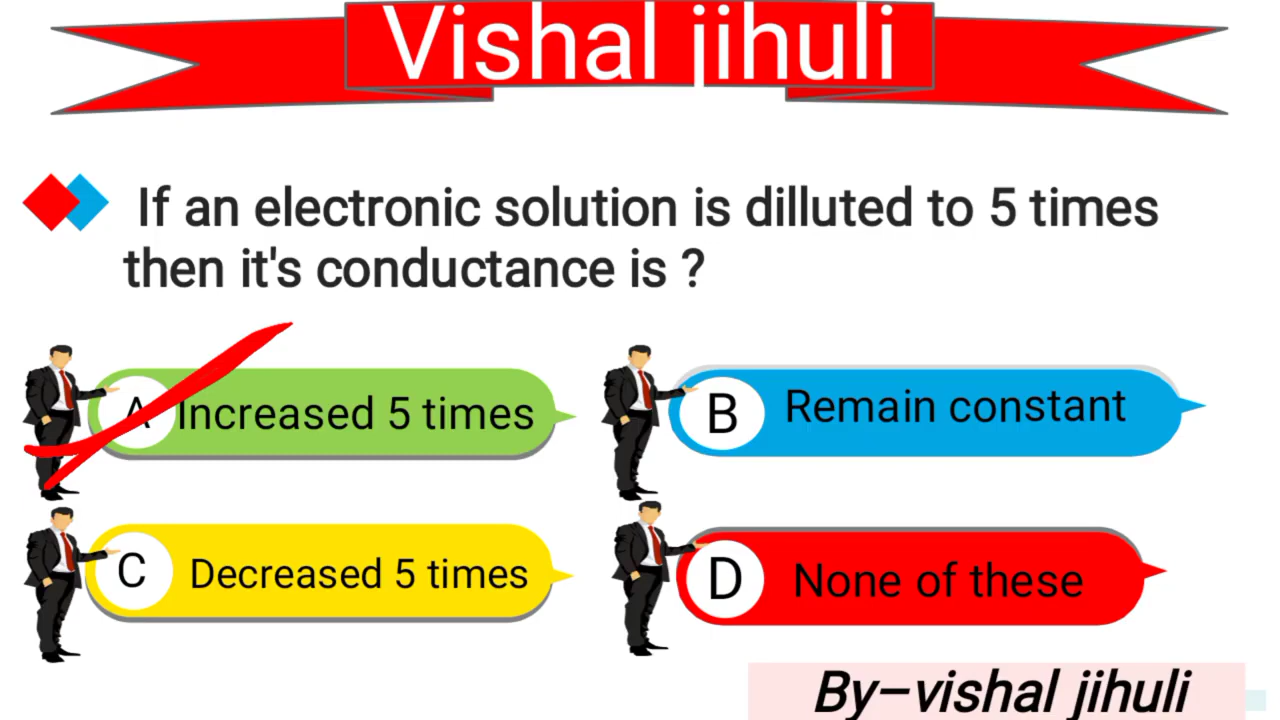 Vishal jihuli
If an electronic solution is dilluted to 5 times
then it's conductance is ?
A Increased 5 times
B Remain constant
C Decreased 5 times
D None of these
By–vishal jihuli